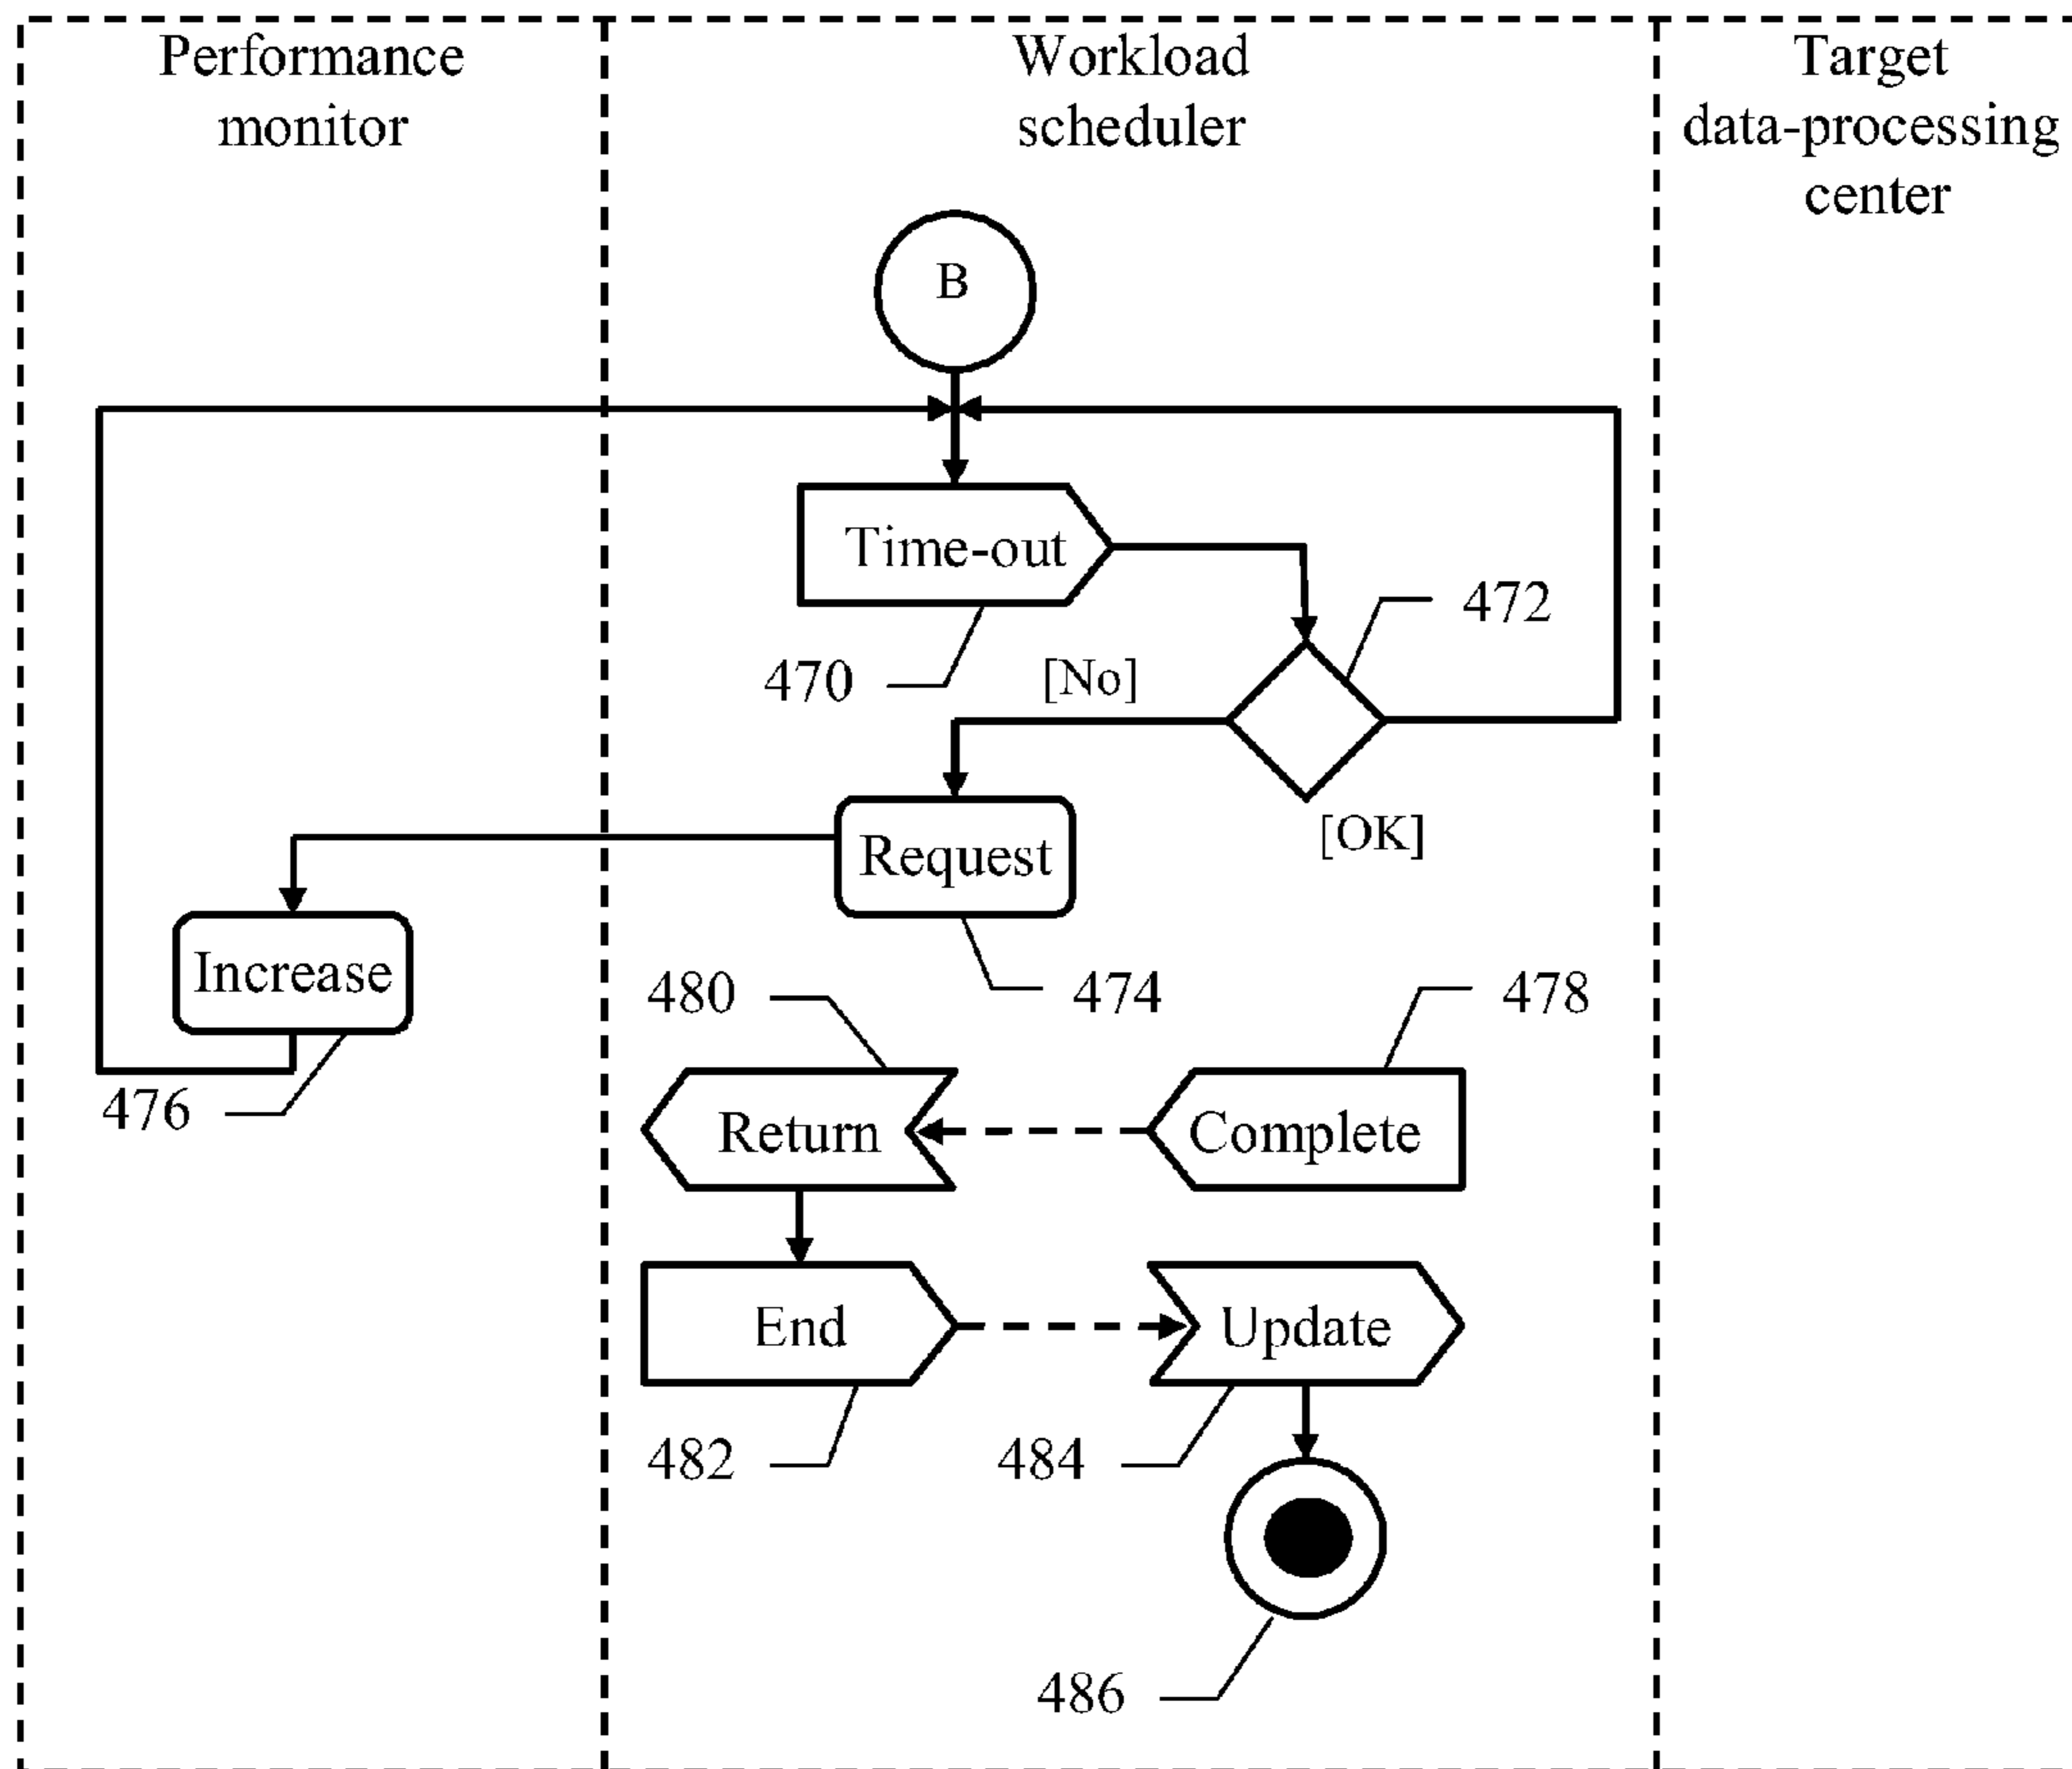 Performance
monitor
Workload
scheduler
Target
data-processing
center
B
Time-out
472
470
[No]
[OK]
Request
Increase
480
474
478
476
Return
Complete
End
Update
482
484
486